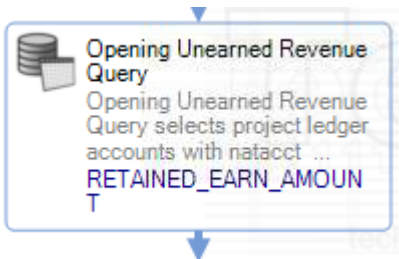 Opening Unearned Revenue
Query
Opening Unearned Revenue
Query selects project ledger
accounts with natacct ...
RETAINED_EARN_AMOUN
T